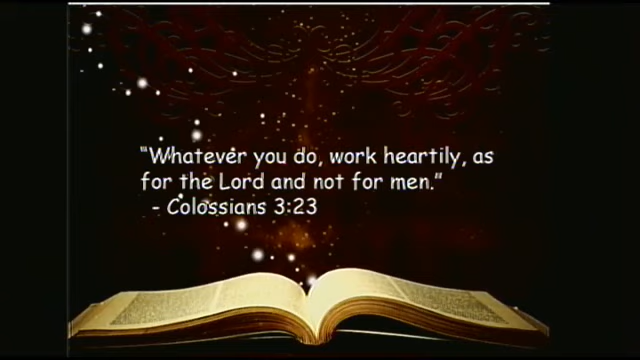 “Whatever you do, work heartily, as
for the Lord and not for men.”
- Colossians 3:23